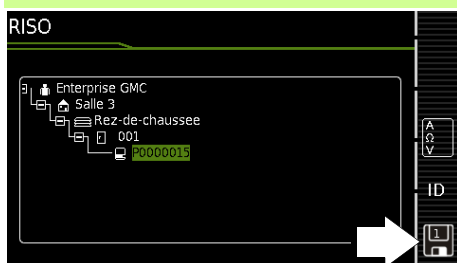 RISO
Enterprise GMC
Salle 3
Rez-de-chaussee
001
P0000015
A
Ω
V
ID
1